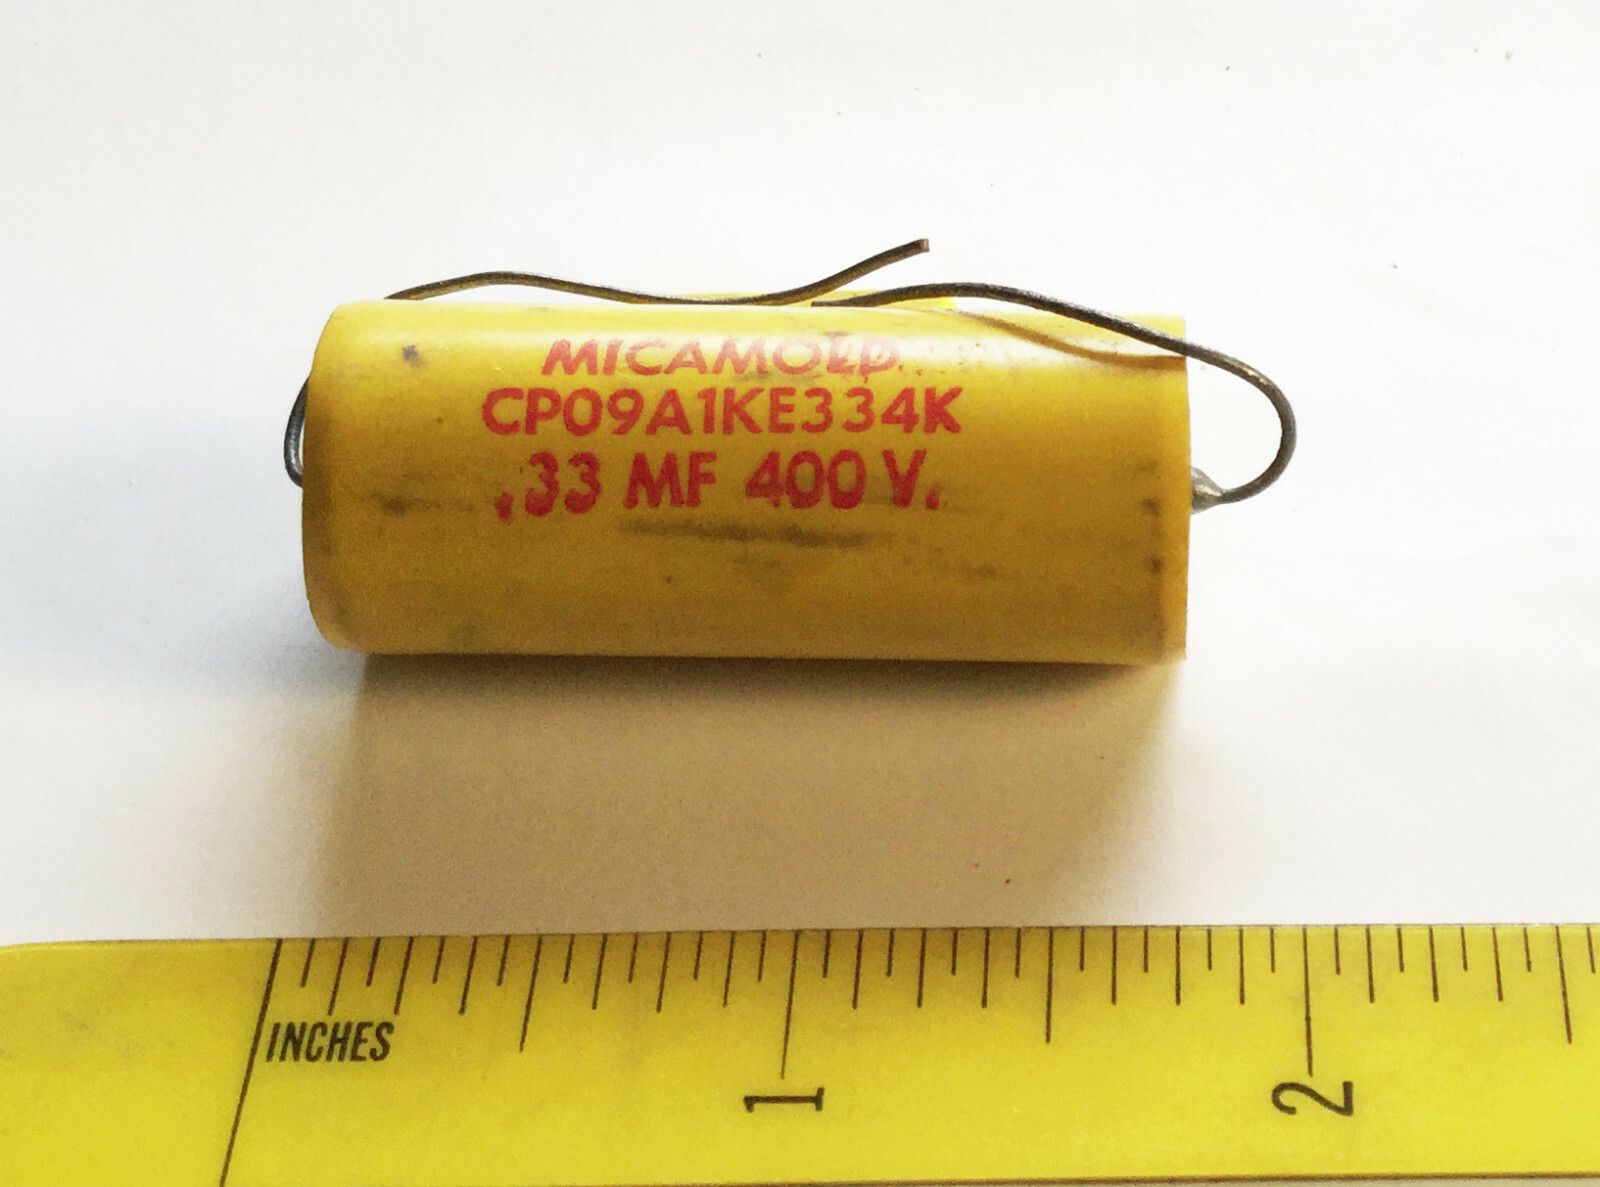 MICAMOLD
CP09A1KE334K
.33 MF 400 V.
INCHES
1
2